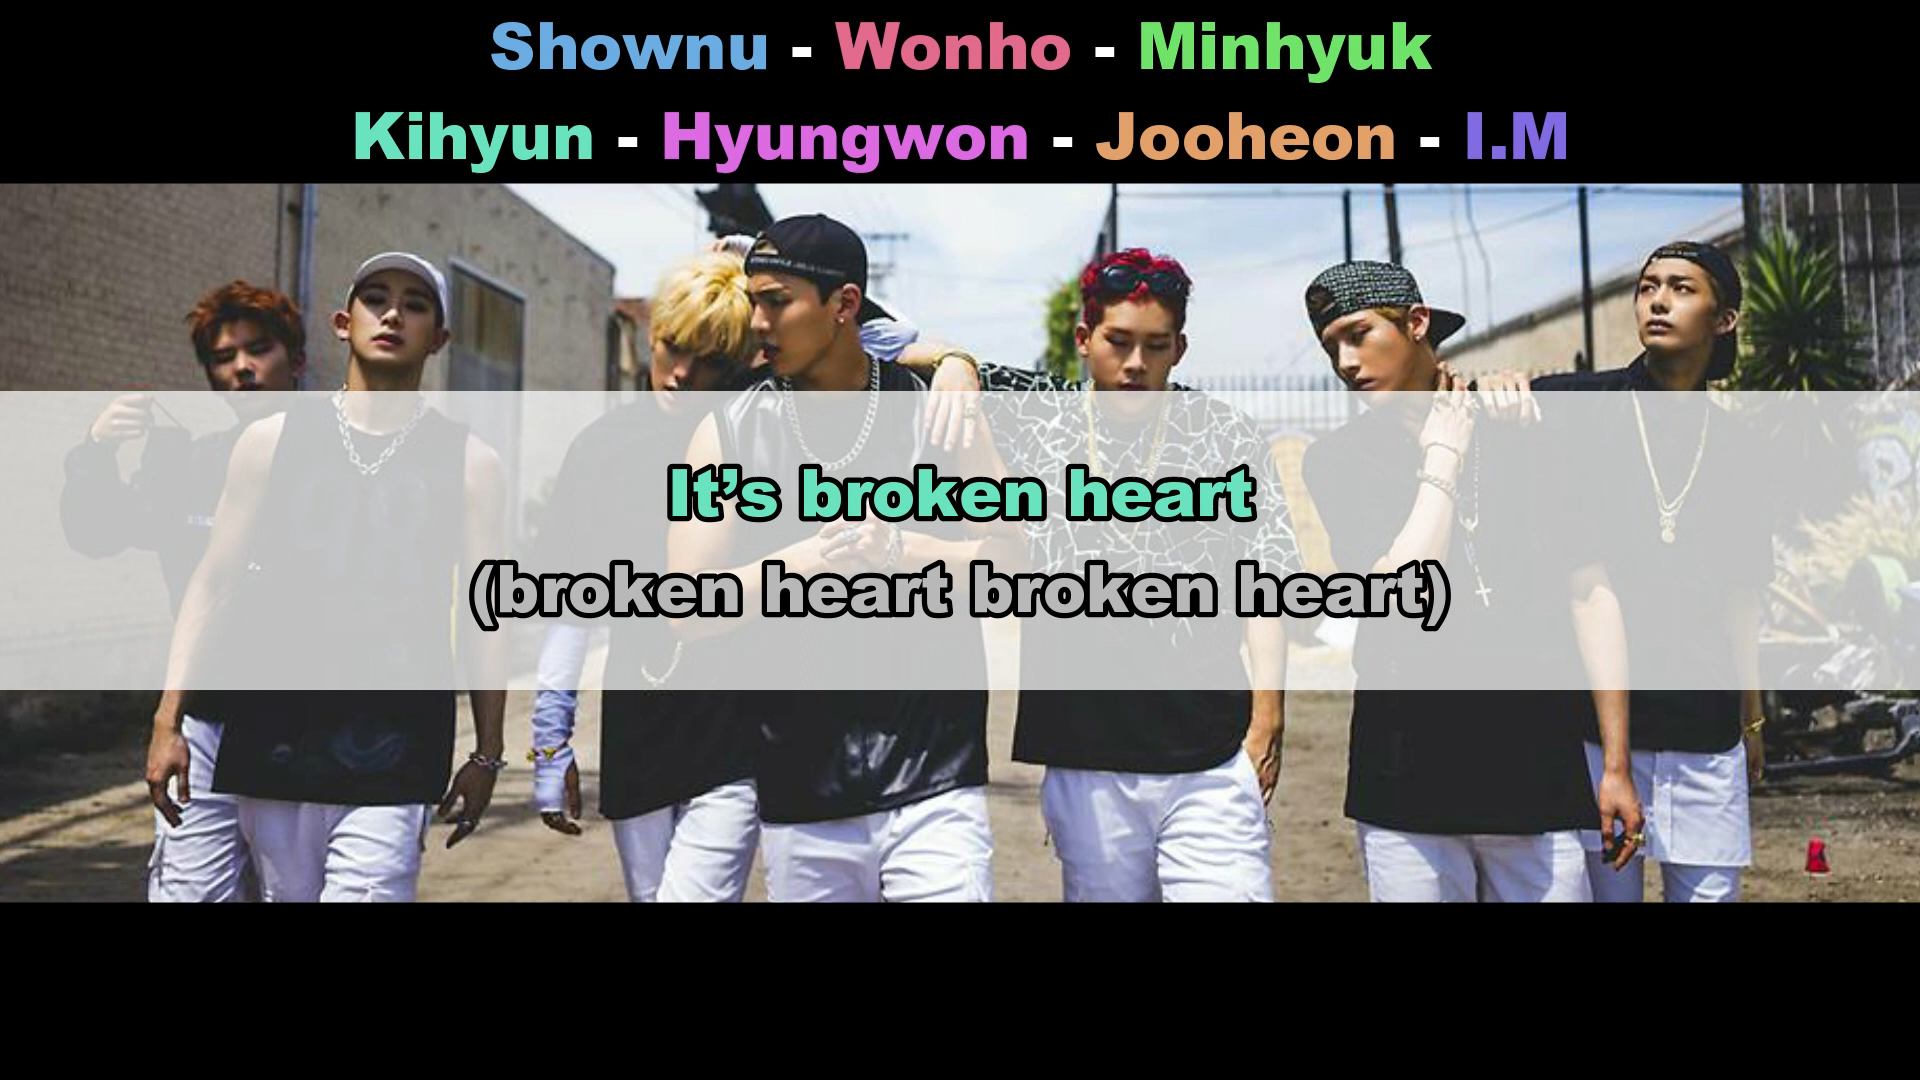 Shownu - Wonho - Minhyuk
Kihyun - Hyungwon - Jooheon - I.M
It’s broken heart
(broken heart broken heart)